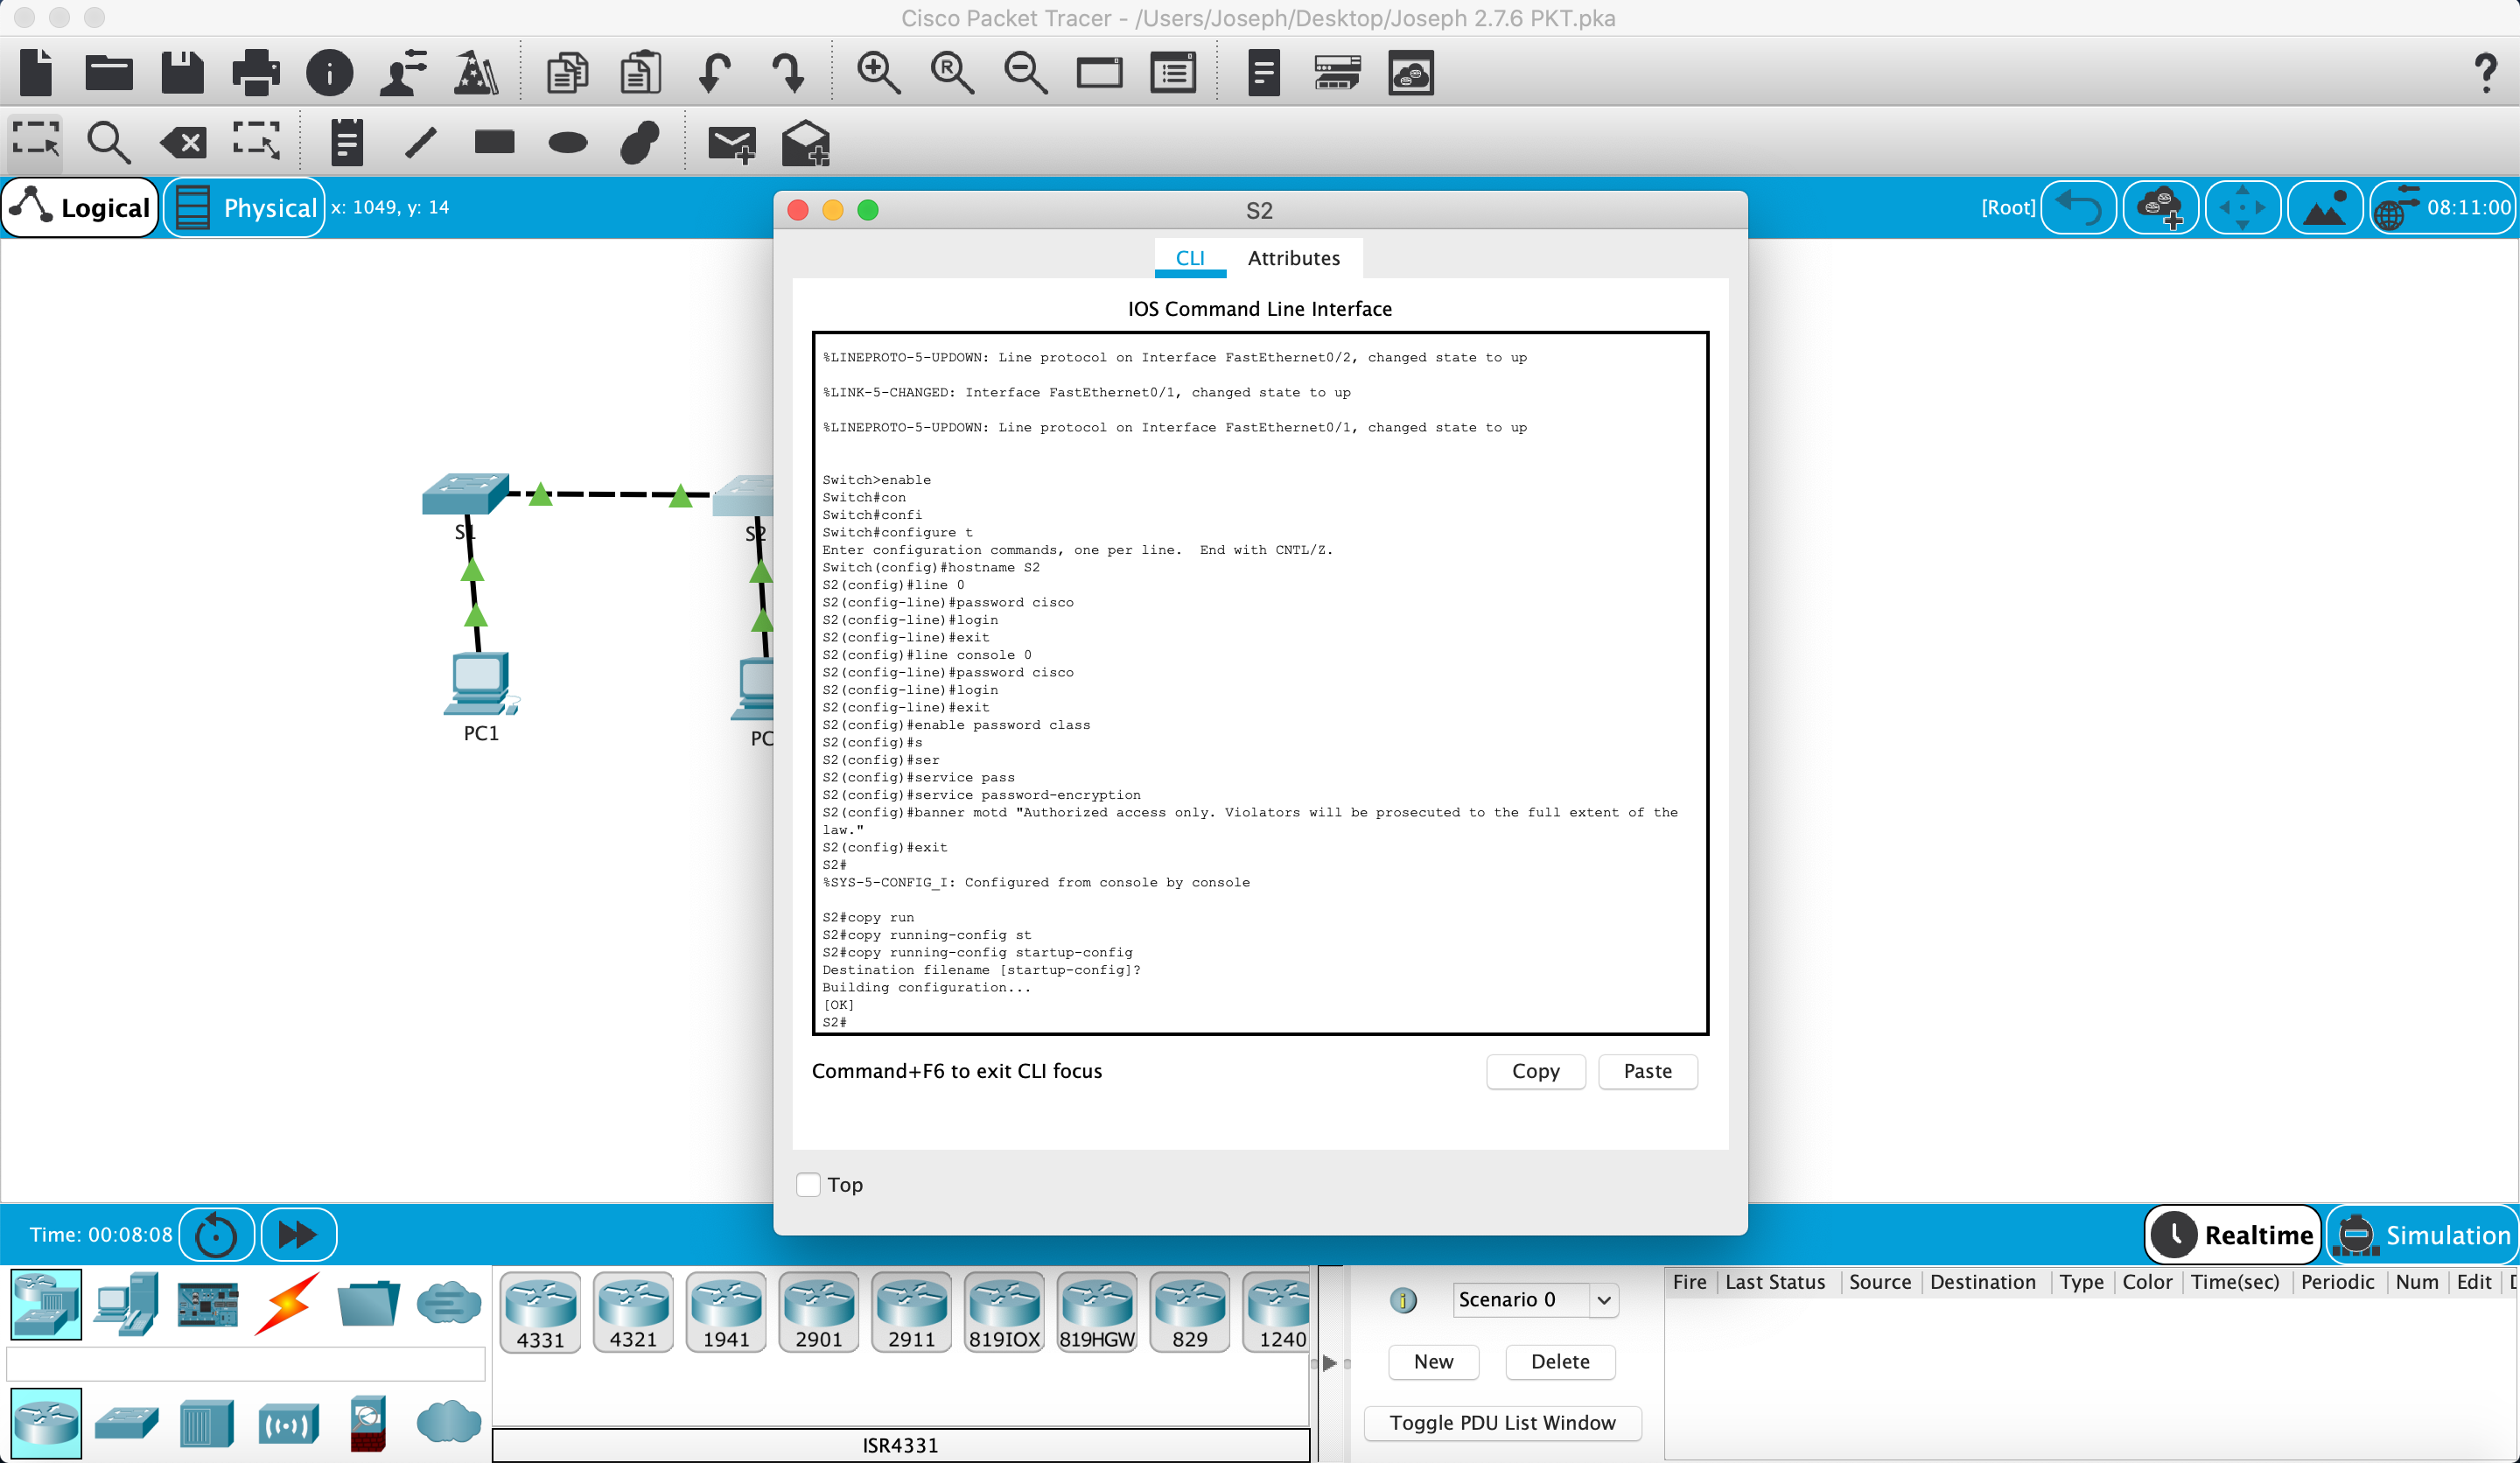 Cisco Packet Tracer - /Users/Joseph/Desktop/Joseph 2.7.6 PKT.pka
Logical
Physical
x: 1049, y: 14
[Root]
08:11:00
S2
CLI
Attributes
IOS Command Line Interface
%LINEPROTO-5-UPDOWN: Line protocol on Interface FastEthernet0/2, changed state to up
%LINK-5-CHANGED: Interface FastEthernet0/1, changed state to up
%LINEPROTO-5-UPDOWN: Line protocol on Interface FastEthernet0/1, changed state to up
Switch>enable
Switch#con
Switch#confi
Switch#configure t
Enter configuration commands, one per line.  End with CNTL/Z.
Switch(config)#hostname S2
S2(config)#line 0
S2(config-line)#password cisco
S2(config-line)#login
S2(config-line)#exit
S2(config)#line console 0
S2(config-line)#password cisco
S2(config-line)#login
S2(config-line)#exit
S2(config)#enable password class
S2(config)#s
S2(config)#ser
S2(config)#service pass
S2(config)#service password-encryption
S2(config)#banner motd "Authorized access only. Violators will be prosecuted to the full extent of the
law."
S2(config)#exit
S2#
%SYS-5-CONFIG_I: Configured from console by console
S2#copy run
S2#copy running-config st
S2#copy running-config startup-config
Destination filename [startup-config]?
Building configuration...
[OK]
S2#
Command+F6 to exit CLI focus
Copy
Paste
Top
S1
S2
PC1
PC
Time: 00:08:08
Realtime
Simulation
4331
4321
1941
2901
2911
819IOX
819HGW
829
1240
ISR4331
Scenario 0
New
Delete
Toggle PDU List Window
Fire
Last Status
Source
Destination
Type
Color
Time(sec)
Periodic
Num
Edit